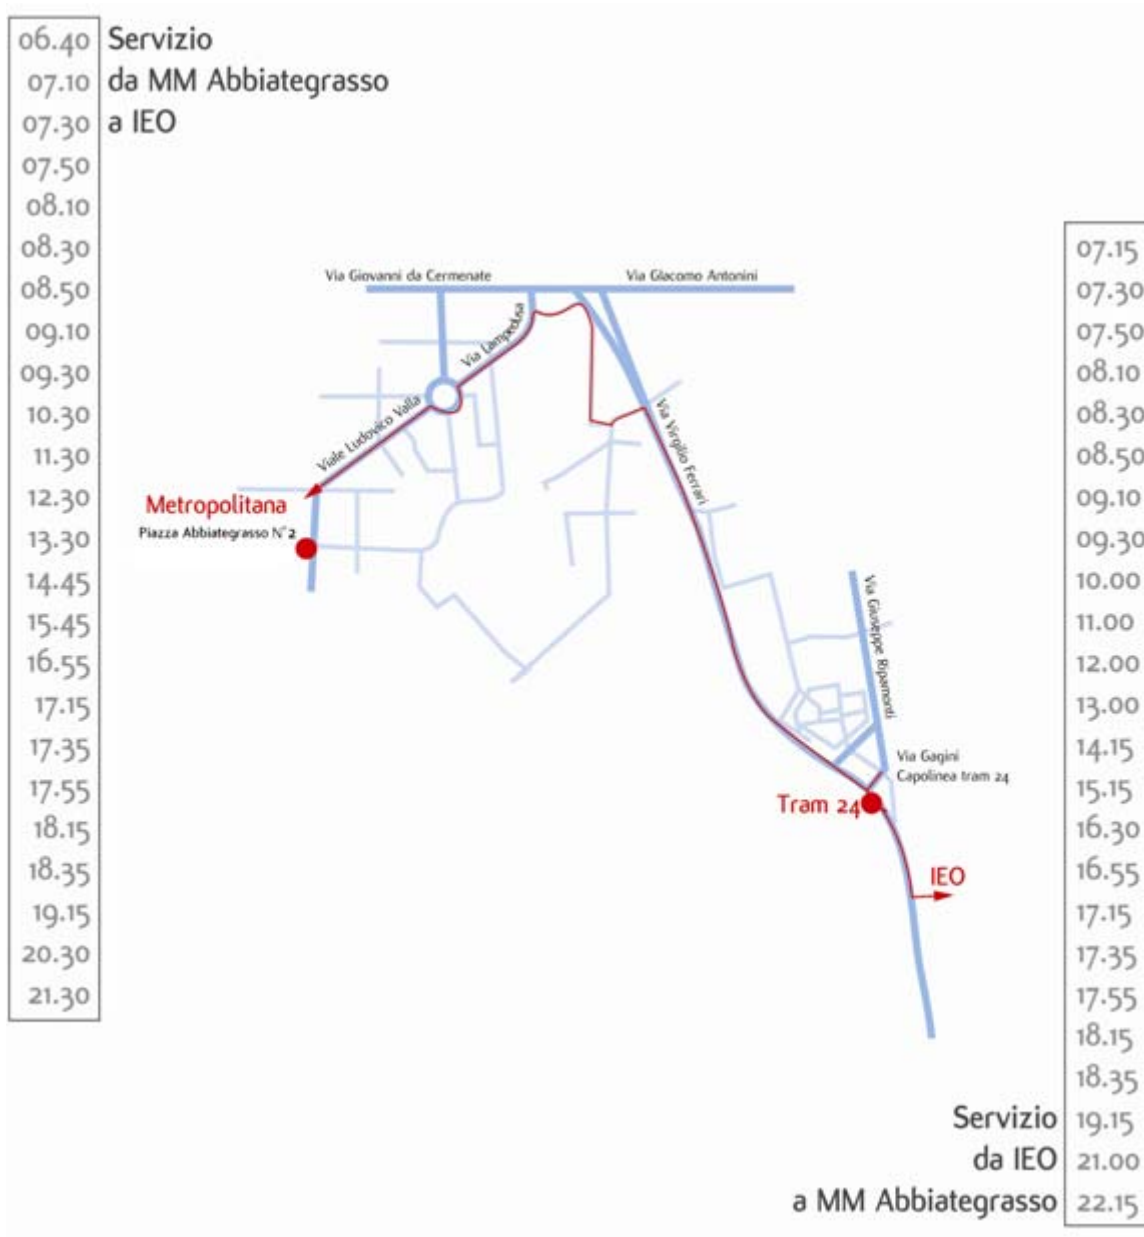 06.40
07.10
07.30
07.50
08.10
08.30
08.50
09.10
09.30
10.30
11.30
12.30
13.30
14.45
15.45
16.55
17.15
17.35
17.55
18.15
18.35
19.15
20.30
21.30
Servizio
da MM Abbiategrasso
a IEO
Via Giovanni da Cermenate
Via Giacomo Antonini
Via Lampedusa
Viale Ludovico Valla
Via Virgilio Ferrari
Metropolitana
Piazza Abbiategrasso N°2
Via Giuseppe Ripamonti
Via Gagini
Capolinea tram 24
Tram 24
IEO
Servizio
da IEO
a MM Abbiategrasso
07.15
07.30
07.50
08.10
08.30
08.50
09.10
09.30
10.00
11.00
12.00
13.00
14.15
15.15
16.30
16.55
17.15
17.35
17.55
18.15
18.35
19.15
21.00
22.15